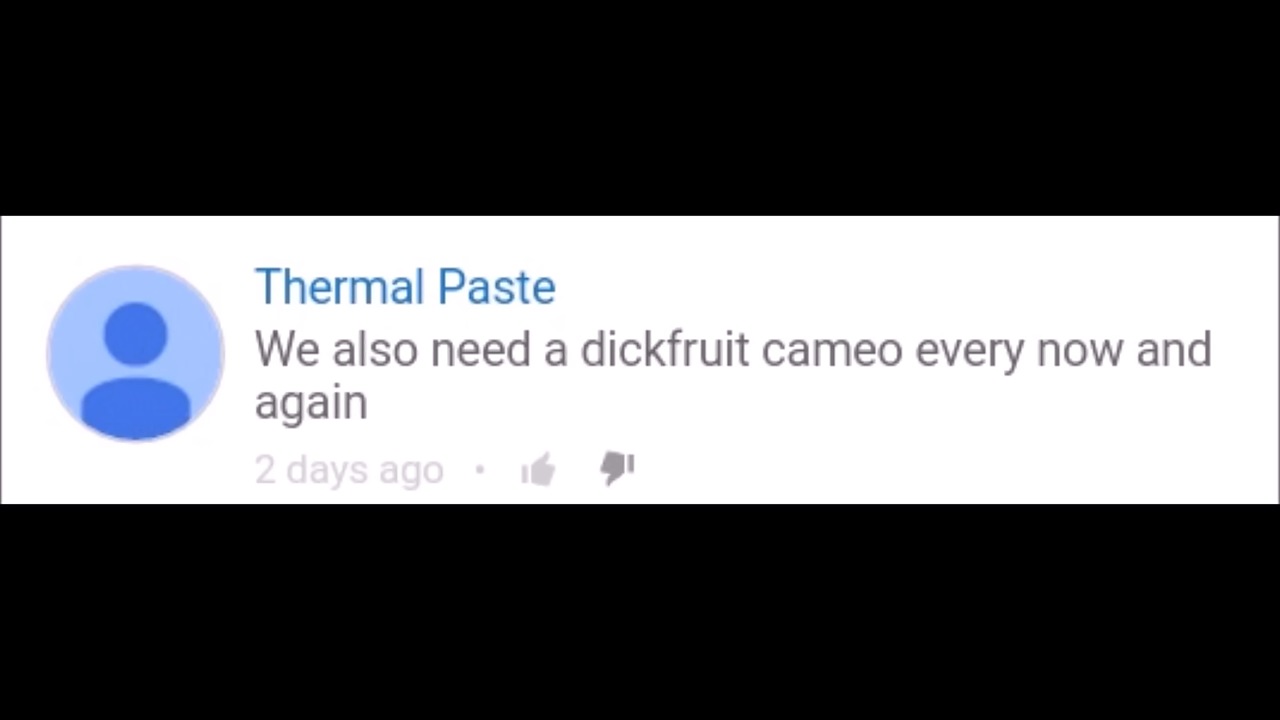 Thermal Paste
We also need a dickfruit cameo every now and
again
2 days ago •